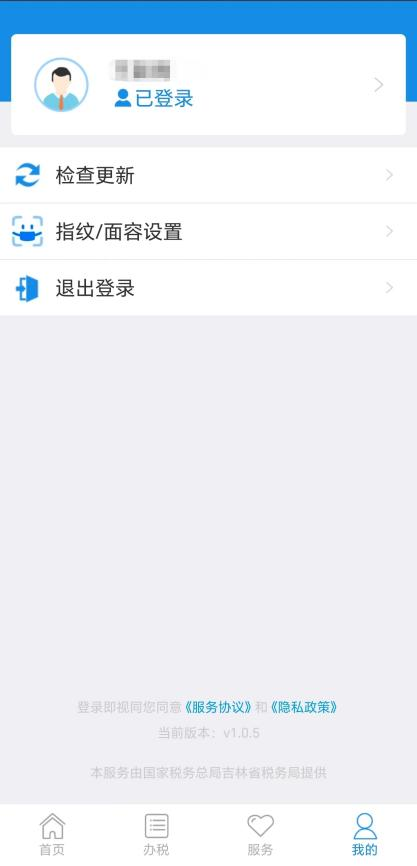 已登录
检查更新
指纹/面容设置
退出登录
登录即视同您同意《服务协议》和《隐私政策》
当前版本：v1.0.5
本服务由国家税务总局吉林省税务局提供
首页
办税
服务
我的